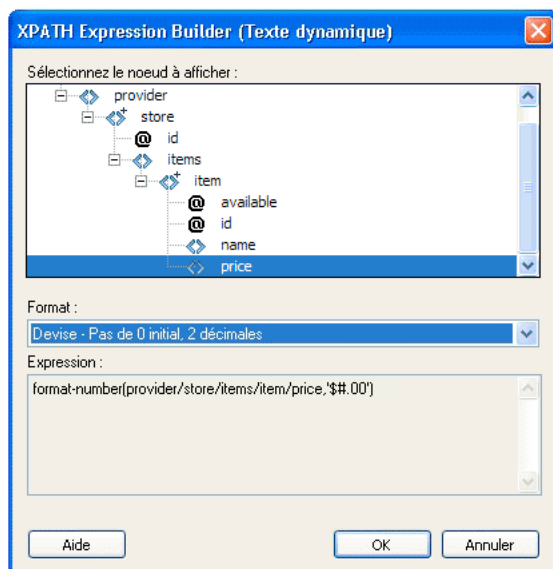 XPATH Expression Builder (Texte dynamique)
Sélectionnez le noeud à afficher :
provider
store
@ id
items
item
@ available
@ id
name
price
Format :
Devise - Pas de 0 initial, 2 décimales
Expression :
format-number(provider/store/items/item/price,'$#.00')
Aide
OK
Annuler